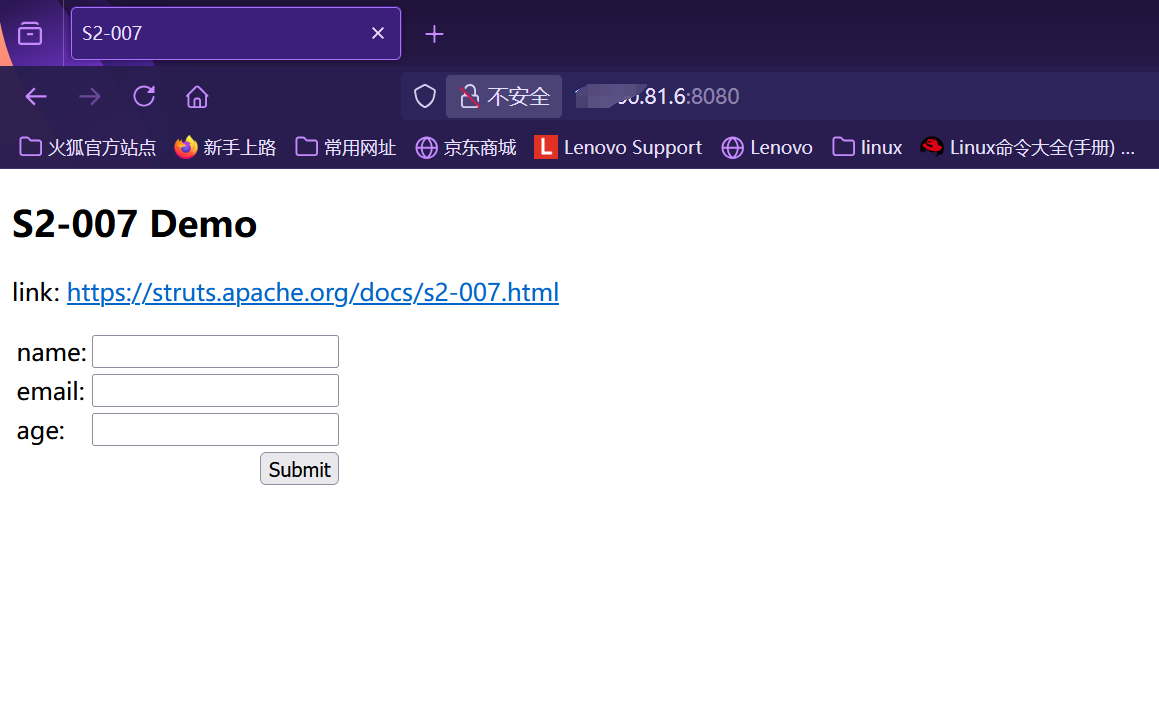 S2-007
不安全 .81.6:8080
火狐官方站点 新手上路 常用网址 京东商城 Lenovo Support Lenovo linux Linux命令大全(手册) ...
S2-007 Demo
link: https://struts.apache.org/docs/s2-007.html
name:
email:
age:
Submit